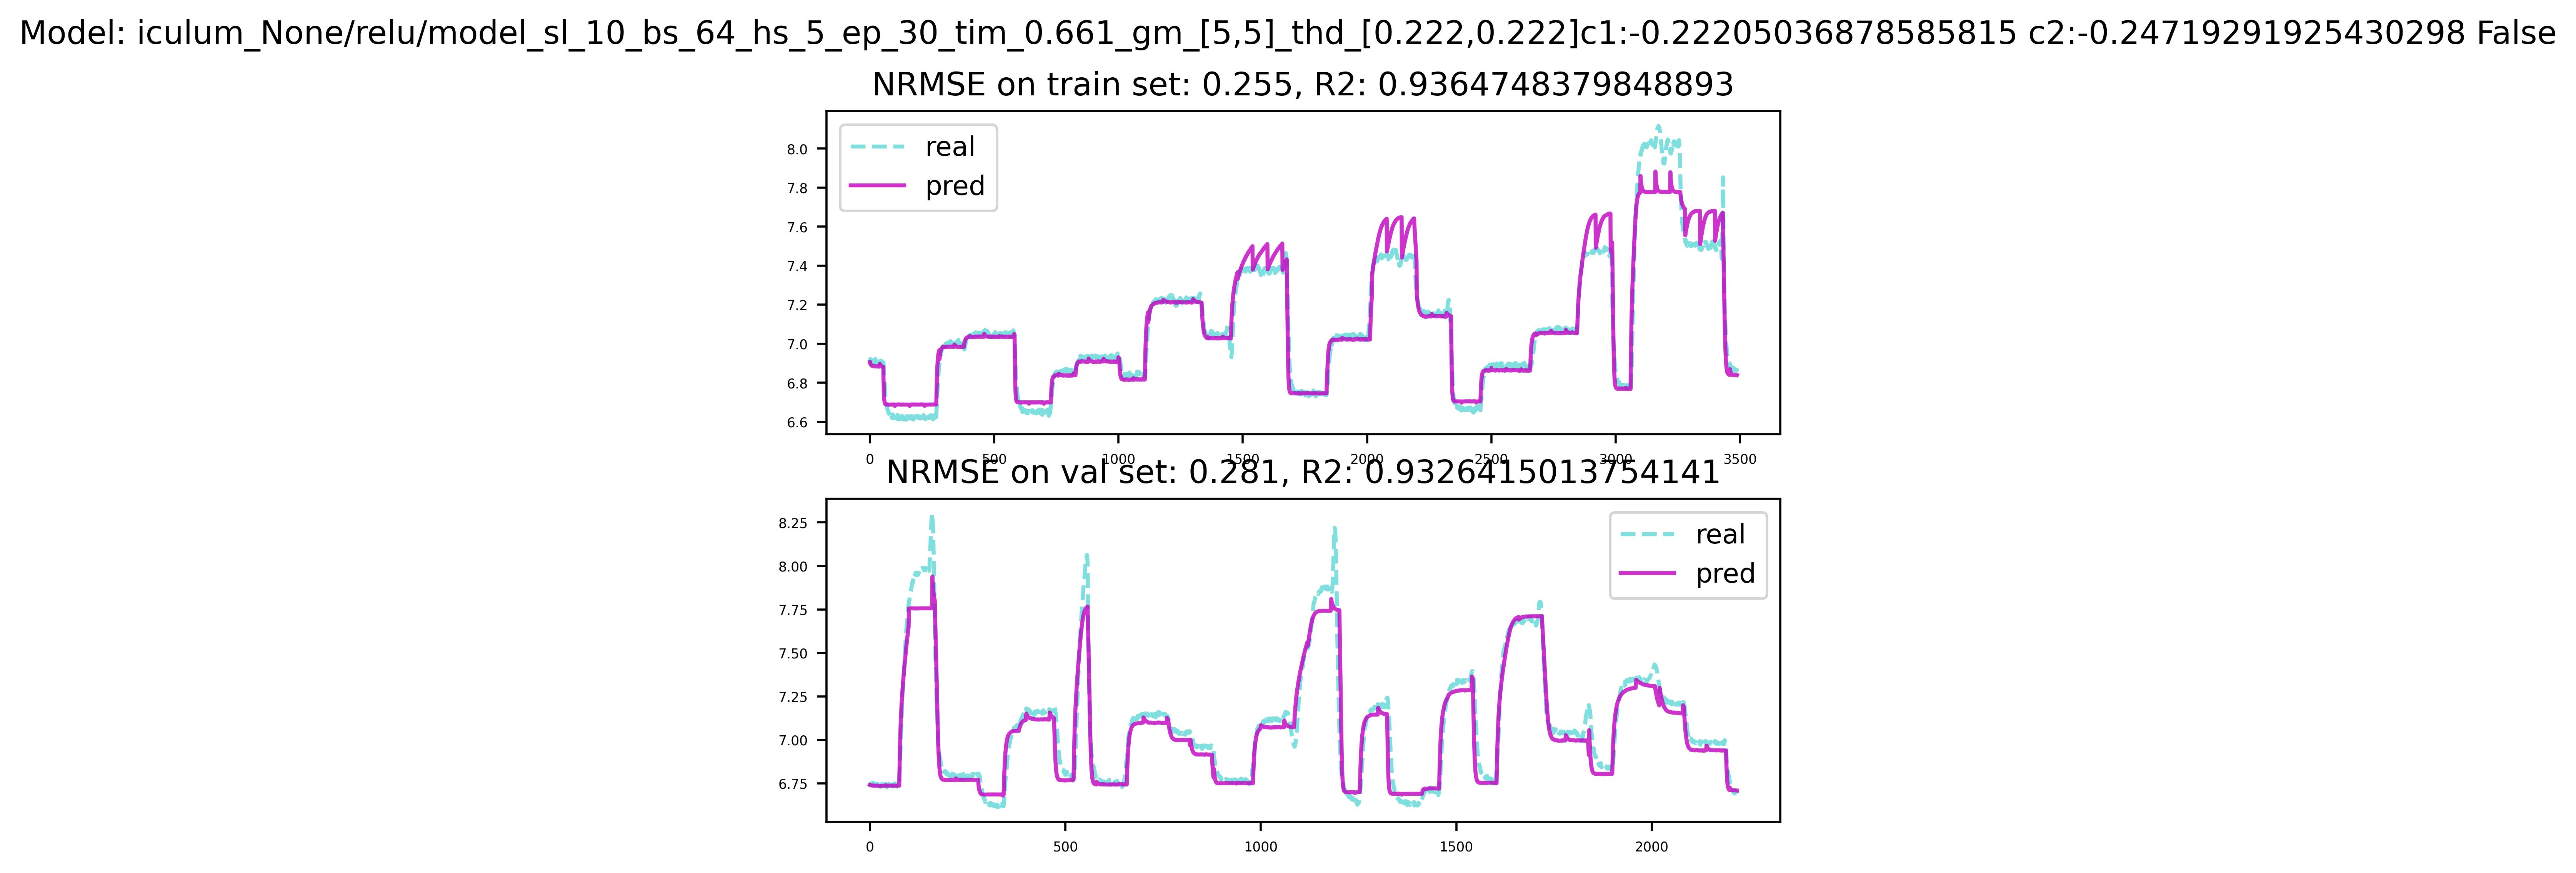 Model: iculum_None/relu/model_sl_10_bs_64_hs_5_ep_30_tim_0.661_gm_[5,5]_thd_[0.222,0.222]c1:-0.22205036878585815 c2:-0.24719291925430298 False
NRMSE on train set: 0.255, R2: 0.9364748379848893
real
pred
8.0
7.8
7.6
7.4
7.2
7.0
6.8
6.6
0 500 1000 1500 2000 2500 3000 3500
NRMSE on val set: 0.281, R2: 0.9326415013754141
real
pred
8.25
8.00
7.75
7.50
7.25
7.00
6.75
0 500 1000 1500 2000